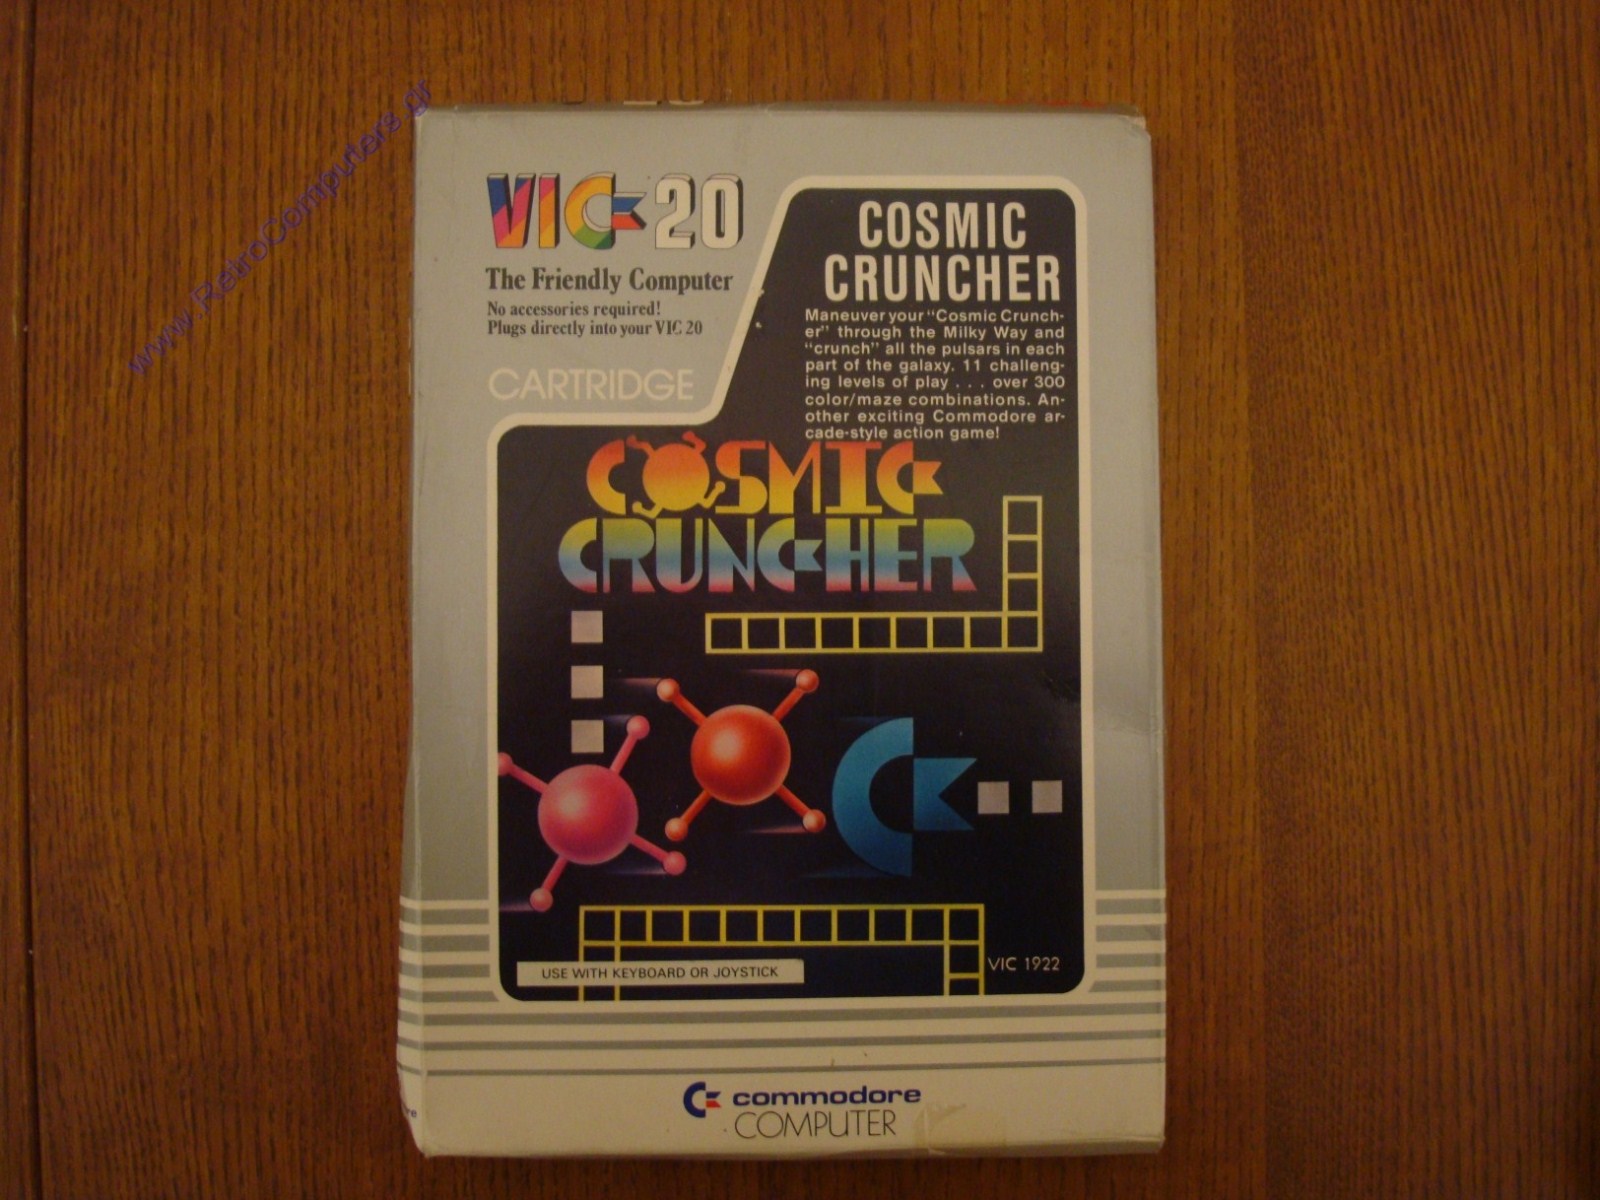 www.RetroComputers.gr
VIC 20
The Friendly Computer
No accessories required!
Plugs directly into your VIC 20
CARTRIDGE
COSMIC
CRUNCHER
Maneuver your "Cosmic Crunch-
er" through the Milky Way and
"crunch" all the pulsars in each
part of the galaxy. 11 challeng-
ing levels of play . . . over 300
color/maze combinations. An-
other exciting Commodore ar-
cade-style action game!
COSMIC
CRUNCHER
USE WITH KEYBOARD OR JOYSTICK
VIC 1922
commodore
COMPUTER